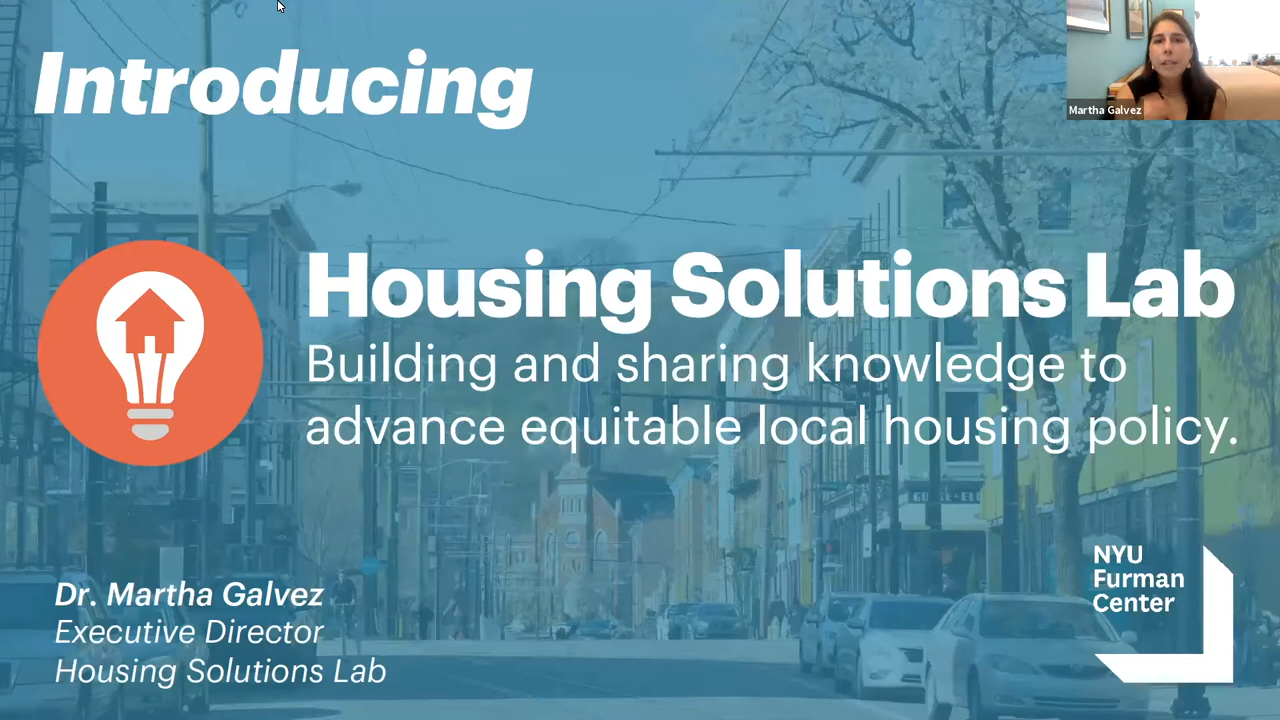 Introducing
Martha Galvez
Housing Solutions Lab
Building and sharing knowledge to
advance equitable local housing policy.
Dr. Martha Galvez
Executive Director
Housing Solutions Lab
NYU
Furman
Center